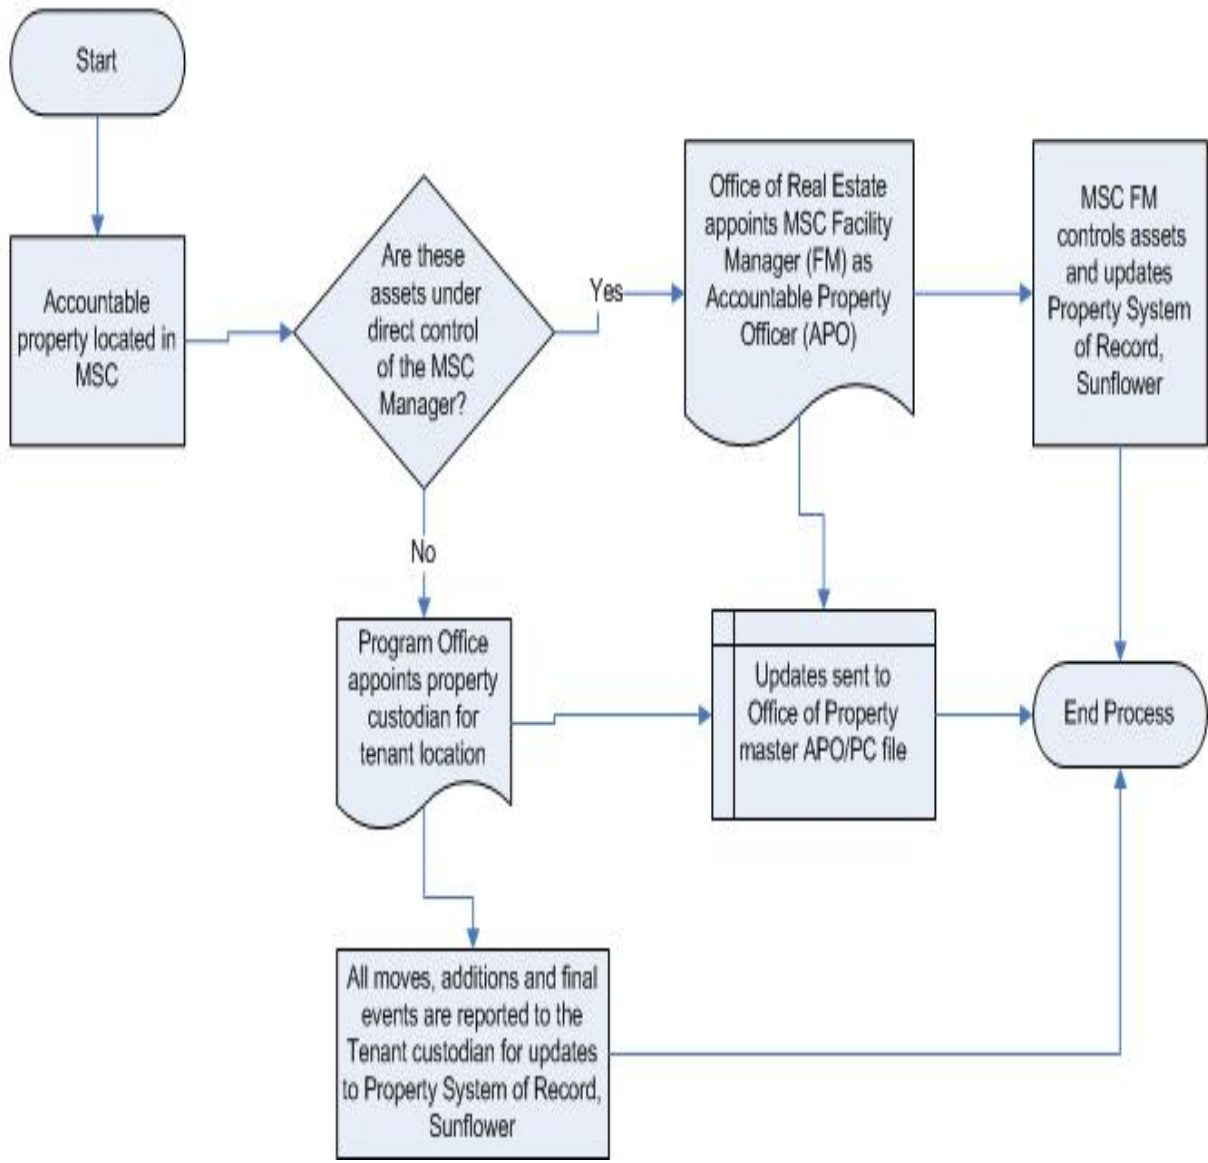 Start
Accountable
property located in
MSC
Are these
assets under
direct control
of the MSC
Manager?
Yes
Office of Real Estate
appoints MSC Facility
Manager (FM) as
Accountable Property
Officer (APO)
MSC FM
controls assets
and updates
Property System
of Record,
Sunflower
No
Program Office
appoints property
custodian for
tenant location
Updates sent to
Office of Property
master APO/PC file
End Process
All moves, additions and final
events are reported to the
Tenant custodian for updates
to Property System of Record,
Sunflower